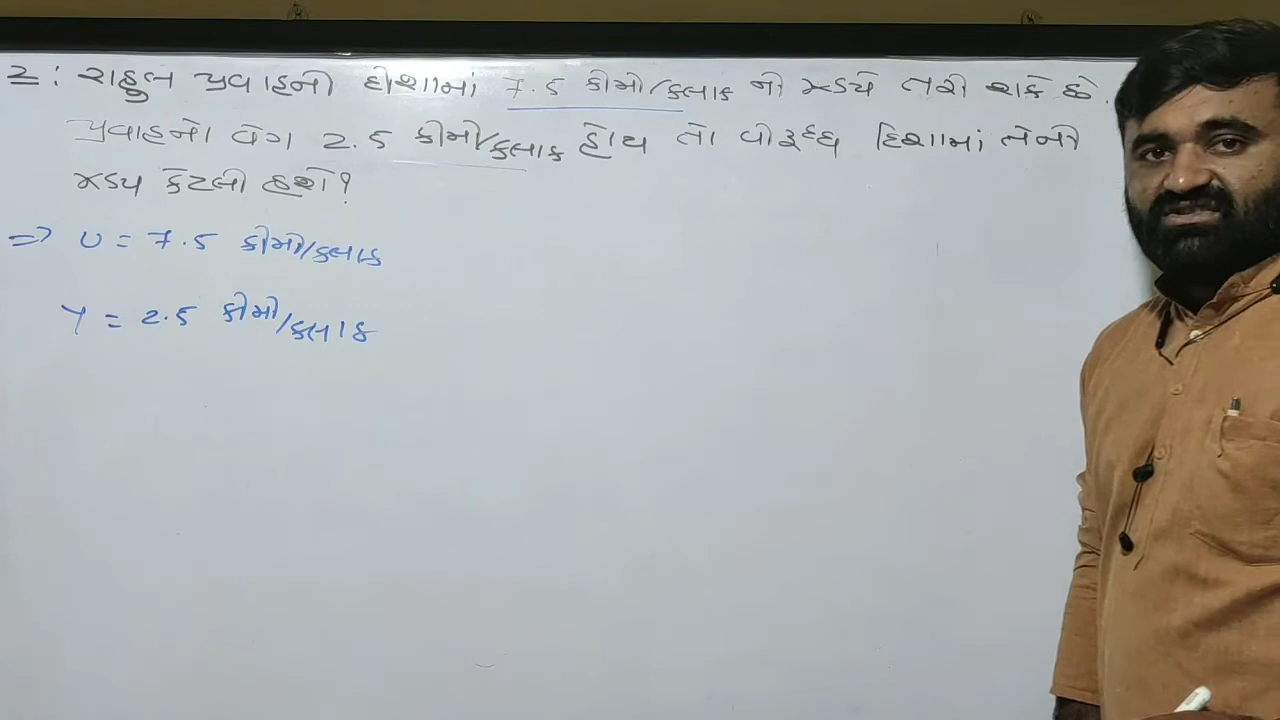 2: રાહુલ પ્રવાહની દીશામાં 7.5 કીમી/કલાક ની ઝડપે તરી શકે છે.
પ્રવાહનો વેગ 2.5 કીમી/કલાક હોય તો વીરૂધ્ધ દિશામાં તેની
ઝડપ કેટલી હશે?
⇒ U = 7.5 કીમી/કલાક
y = 2.5 કીમી/કલાક